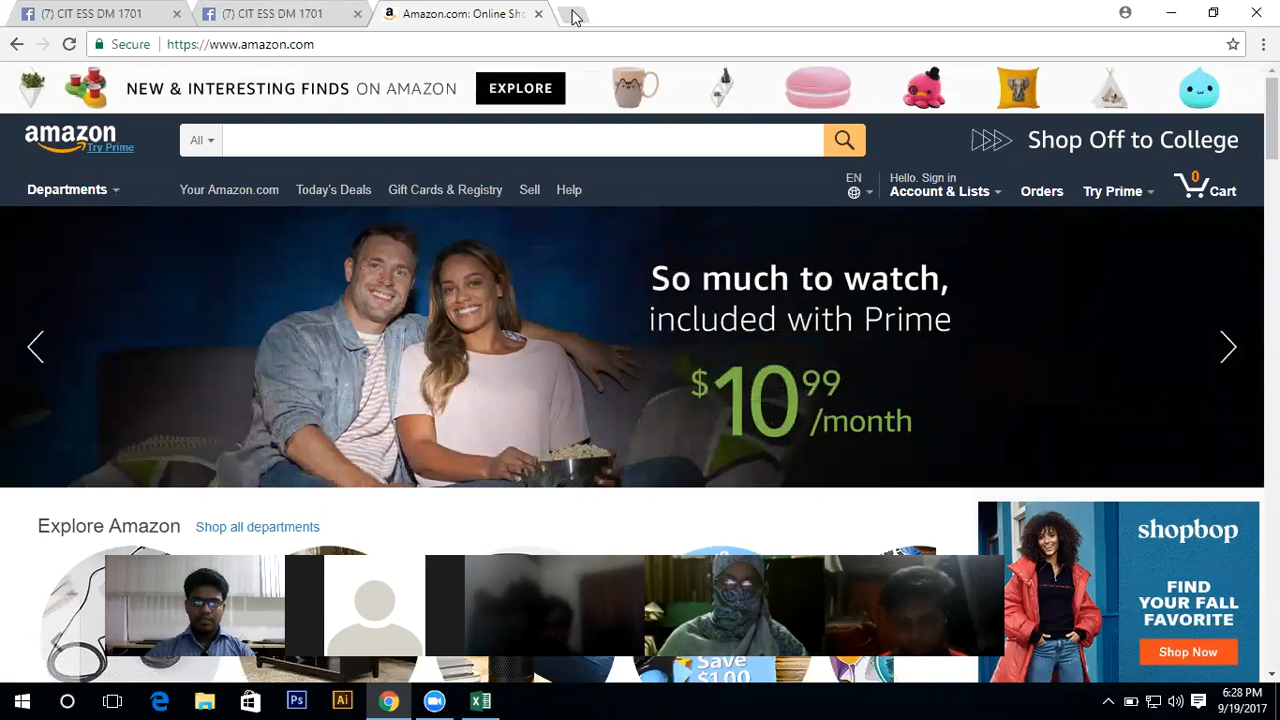 (7) CIT ESS DM 1701
(7) CIT ESS DM 1701
Amazon.com: Online Sho
Secure
https://www.amazon.com
NEW & INTERESTING FINDS ON AMAZON
EXPLORE
amazon
Try Prime
All
Shop Off to College
Departments
Your Amazon.com
Today's Deals
Gift Cards & Registry
Sell
Help
EN
Hello. Sign in
Account & Lists
Orders
Try Prime
0
Cart
So much to watch,
included with Prime
$10.99
/month
Explore Amazon
Shop all departments
shopbop
FIND
YOUR FALL
FAVORITE
Shop Now
Save
Ps
Ai
6:28 PM
9/19/2017